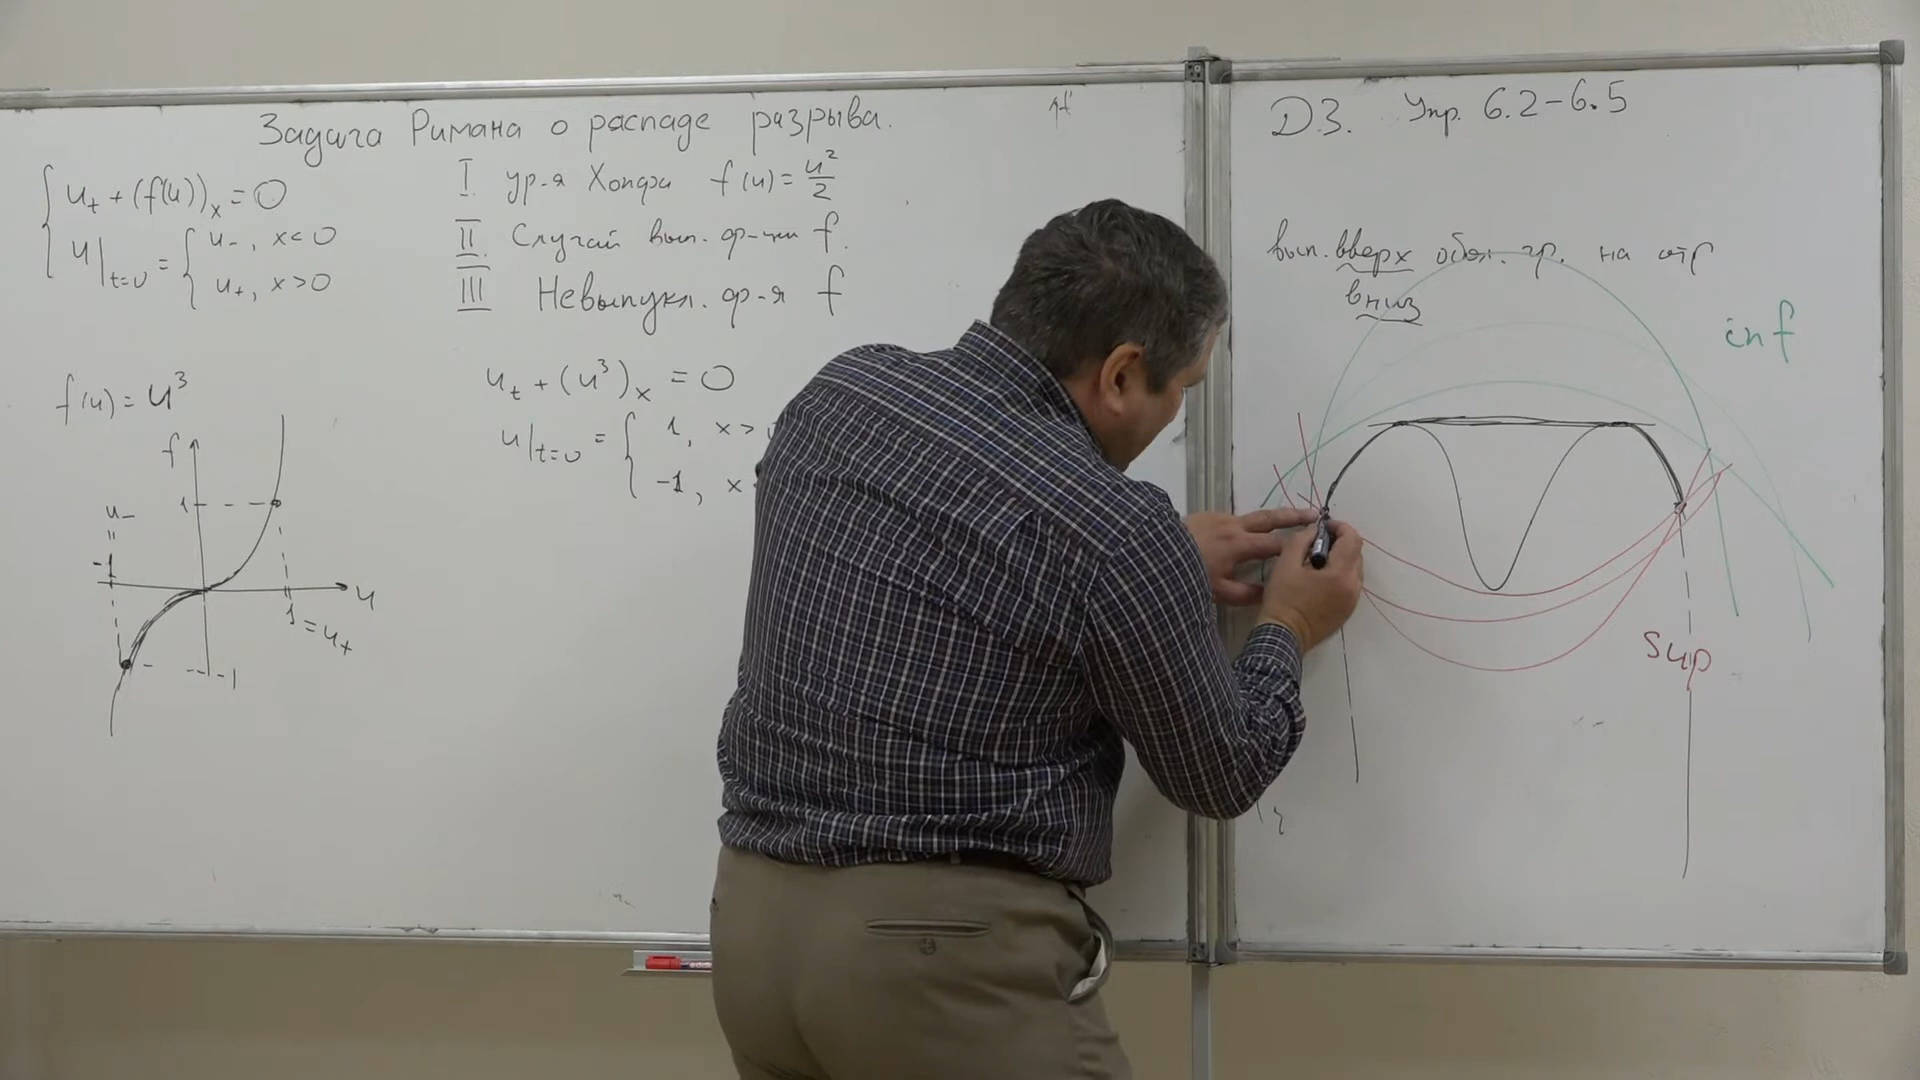 Задача Римана о распаде разрыва.
u_t + (f(u))_x = 0
u|_{t=0} = { u_-, x<0
u_+, x>0
I ур-я Хопфа f(u) = u²/2
II Случай вып. ф-ции f.
III Невыпукл. ф-я f
f(u) = u³
f
1
u_-
=
-1
u
1 = u_+
-1
u_t + (u³)_x = 0
u|_{t=0} = { 1, x >
-1, x
ДЗ. Упр. 6.2-6.5
вып. вверх обол. гр. на отр
вниз
inf
sup